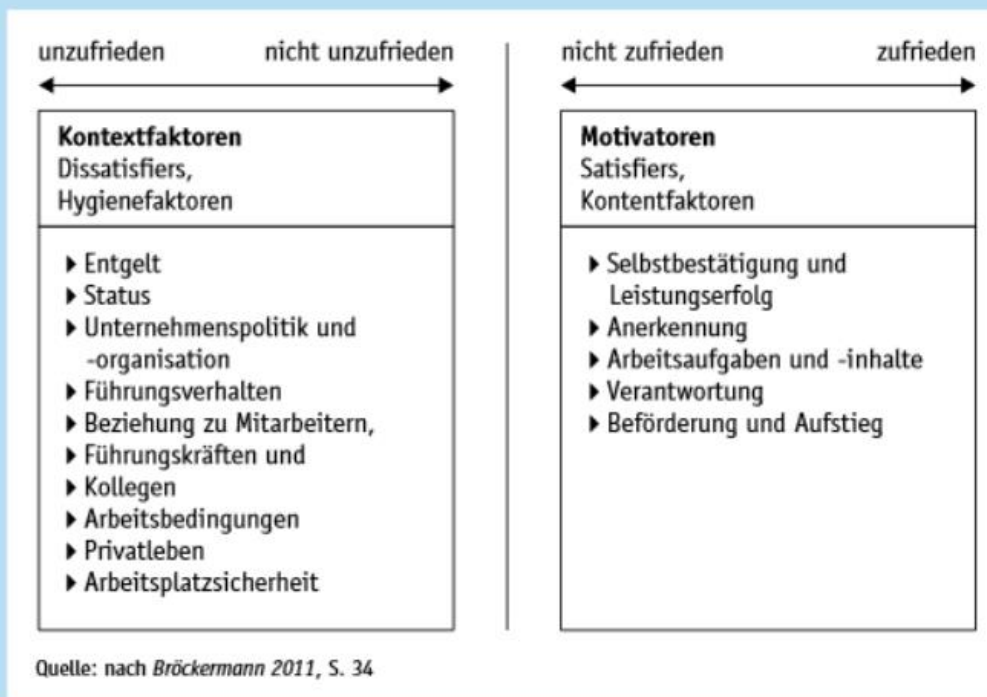 unzufrieden nicht unzufrieden
Kontextfaktoren
Dissatisfiers,
Hygienefaktoren
▸ Entgelt
▸ Status
▸ Unternehmenspolitik und
-organisation
▸ Führungsverhalten
▸ Beziehung zu Mitarbeitern,
▸ Führungskräften und
▸ Kollegen
▸ Arbeitsbedingungen
▸ Privatleben
▸ Arbeitsplatzsicherheit
nicht zufrieden zufrieden
Motivatoren
Satisfiers,
Kontentfaktoren
▸ Selbstbestätigung und
Leistungserfolg
▸ Anerkennung
▸ Arbeitsaufgaben und -inhalte
▸ Verantwortung
▸ Beförderung und Aufstieg
Quelle: nach Bröckermann 2011, S. 34